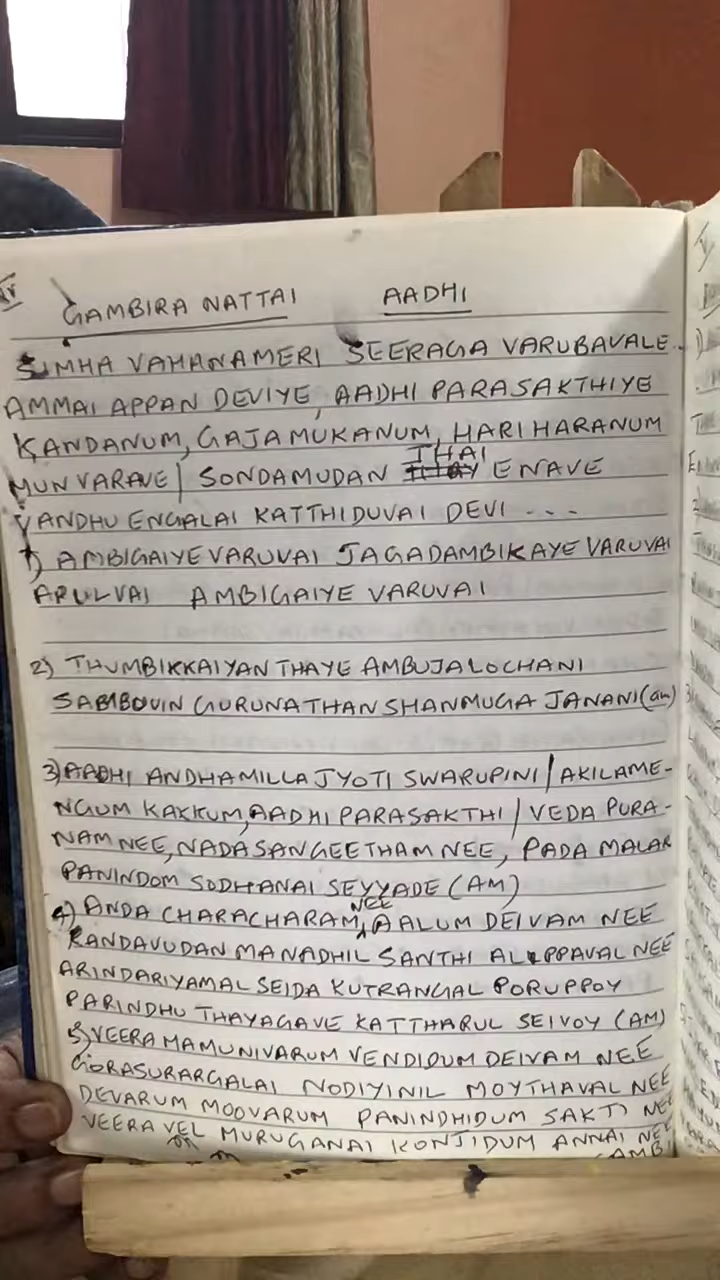 GAMBIRA NATTAI AADHI
SIMHA VAHANAMERI SEERAGA VARUBAVALE..
AMMAI APPAN DEVIYE, AADHI PARASAKTHIYE
KANDANUM, GAJAMUKANUM, HARIHARANUM
MUN VARAVE/ SONDAMUDAN THAI ENAVE
VANDHU ENGALAI KATTHIDUVAI DEVI ---
1) AMBIGAIYE VARUVAI JAGADAMBIKAYE VARUVAI
ARULVAI AMBIGAIYE VARUVAI
2) THUMBIKKAIYAN THAYE AMBUJALOCHANI
SAMBOVIN GURUNATHAN SHANMUGA JANANI (am)
3) AADHI ANDHAMILLA JYOTI SWARUPINI/ AKILAME-
NGUM KAKKUM, AADHI PARASAKTHI / VEDA PURA-
NAM NEE, NADA SANGEETHAM NEE, PADA MALAR
PANINDOM SODHANAI SEYYADE (AM)
4) ANDA CHARACHARAM NEE, AALUM DEIVAM NEE
KANDAVUDAN MANADHIL SANTHI ALIPPAVAL NEE
ARINDARIYAMAL SEIDA KUTRANGAL PORUPPOY
PARINDHU THAYAGAVE KATTHARUL SEIVOY (AM)
5) VEERA MAMUNIVARUM VENDIDUM DEIVAM NEE
GORASURARGALAI NODIYINIL MOYTHAVAL NEE
DEVARUM MOOVARUM PANINDHIDUM SAKTI NEE
VEERA VEL MURUGANAI KONJIDUM ANNAI NEE
(AMBI